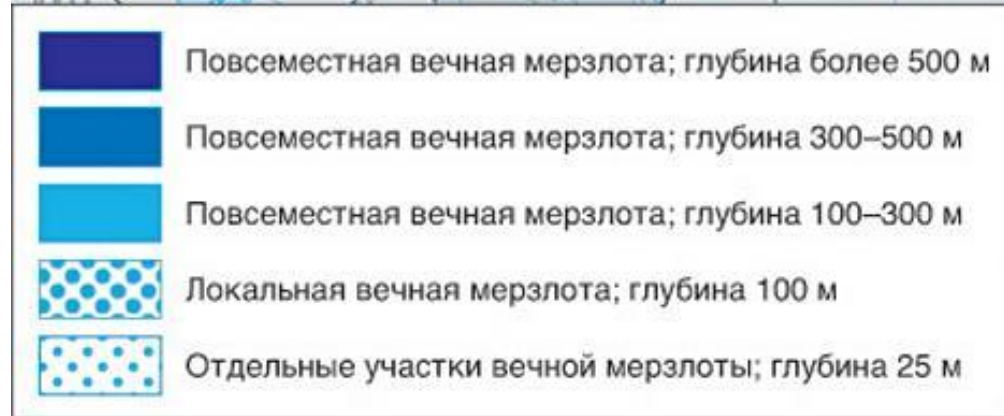 Повсеместная вечная мерзлота; глубина более 500 м
Повсеместная вечная мерзлота; глубина 300–500 м
Повсеместная вечная мерзлота; глубина 100–300 м
Локальная вечная мерзлота; глубина 100 м
Отдельные участки вечной мерзлоты; глубина 25 м